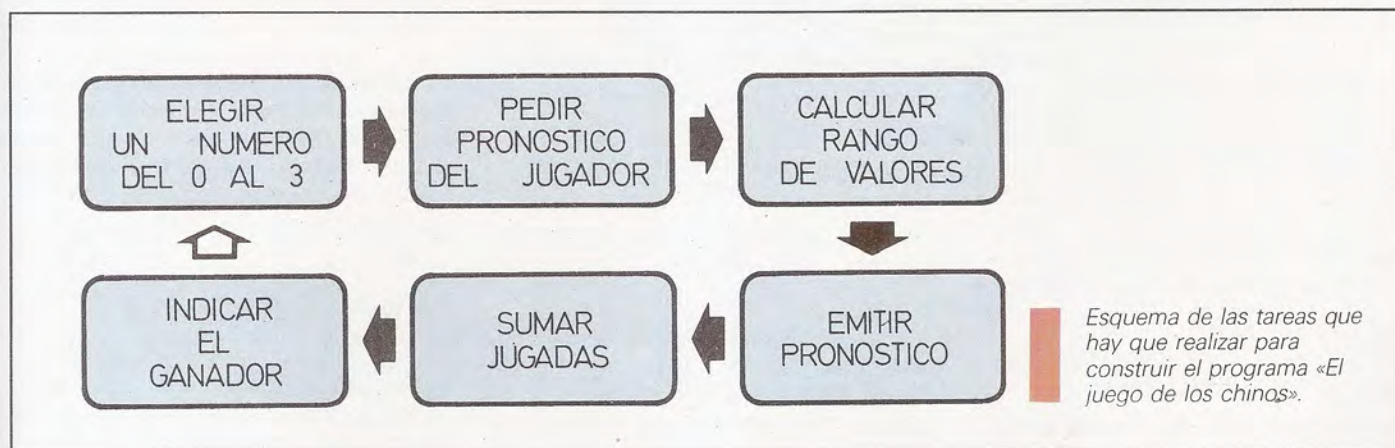 ELEGIR
UN NUMERO
DEL 0 AL 3
PEDIR
PRONOSTICO
DEL JUGADOR
CALCULAR
RANGO
DE VALORES
EMITIR
PRONOSTICO
SUMAR
JUGADAS
INDICAR
EL
GANADOR
Esquema de las tareas que
hay que realizar para
construir el programa «El
juego de los chinos».